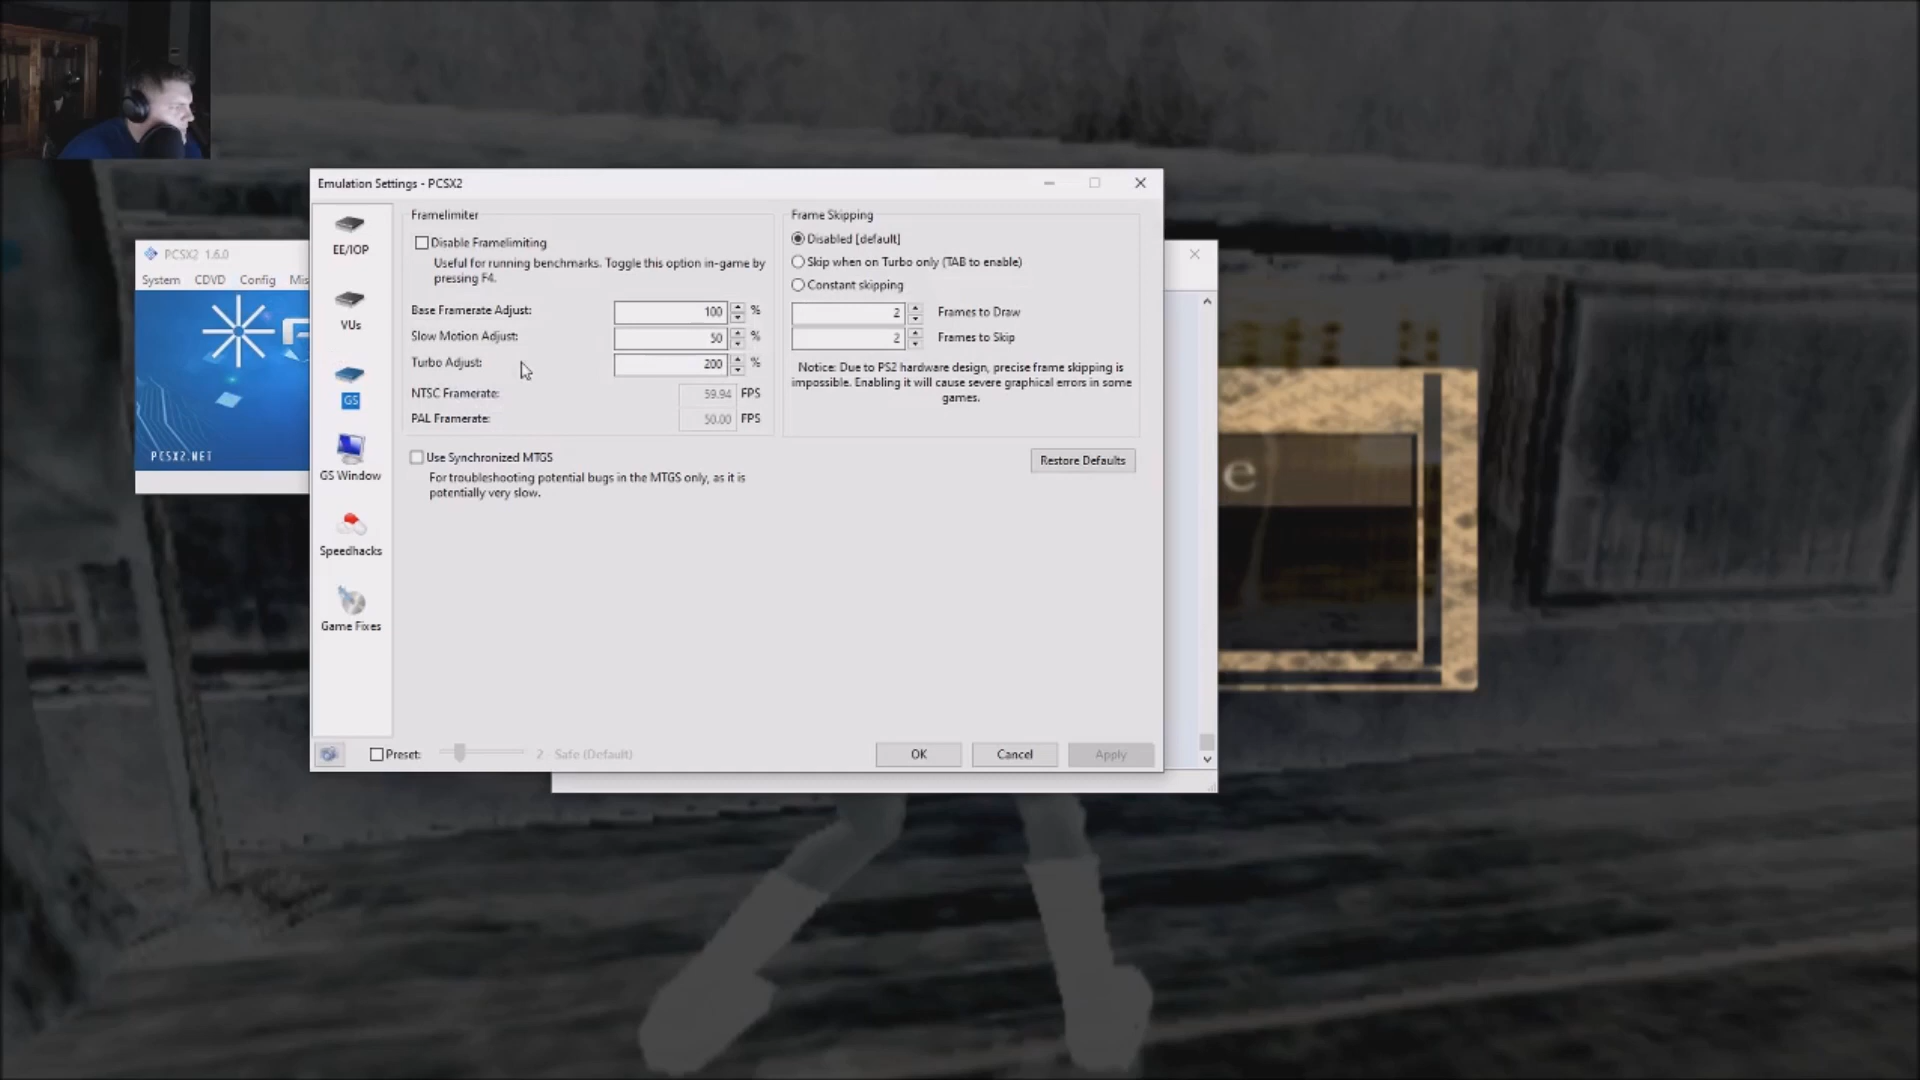 Emulation Settings - PCSX2
PCSX2 1.6.0
System CDVD Config Mis
PCSX2.NET
EE/IOP
VUs
GS
GS Window
Speedhacks
Game Fixes
Framelimiter
Disable Framelimiting
Useful for running benchmarks. Toggle this option in-game by
pressing F4.
Base Framerate Adjust: 100 %
Slow Motion Adjust: 50 %
Turbo Adjust: 200 %
NTSC Framerate: 59.94 FPS
PAL Framerate: 50.00 FPS
Use Synchronized MTGS
For troubleshooting potential bugs in the MTGS only, as it is
potentially very slow.
Frame Skipping
Disabled [default]
Skip when on Turbo only (TAB to enable)
Constant skipping
2 Frames to Draw
2 Frames to Skip
Notice: Due to PS2 hardware design, precise frame skipping is
impossible. Enabling it will cause severe graphical errors in some
games.
Restore Defaults
Preset: 2 Safe (Default)
OK Cancel Apply
e